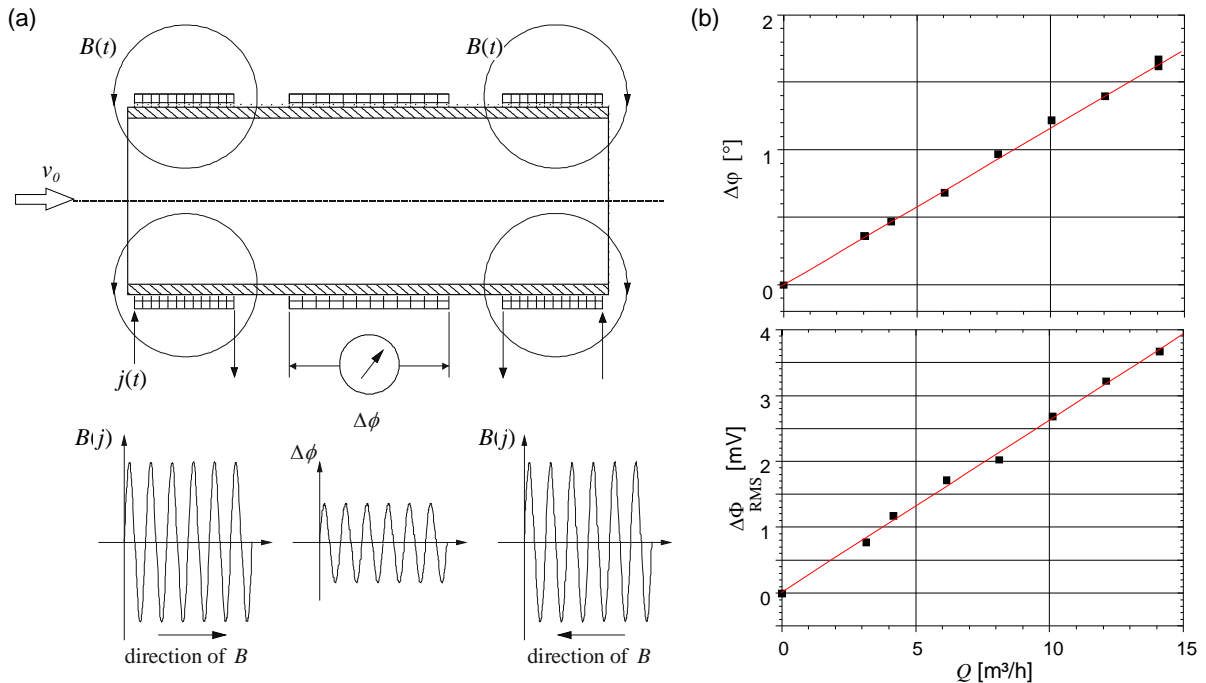 (a)
B(t)
B(t)
v₀
j(t)
Δϕ
B(j)
Δϕ
direction of B
direction of B
(b)
2
1
0
Δφ [°]
4
3
2
1
0
ΔΦRMS [mV]
0 5 10 15
Q [m³/h]